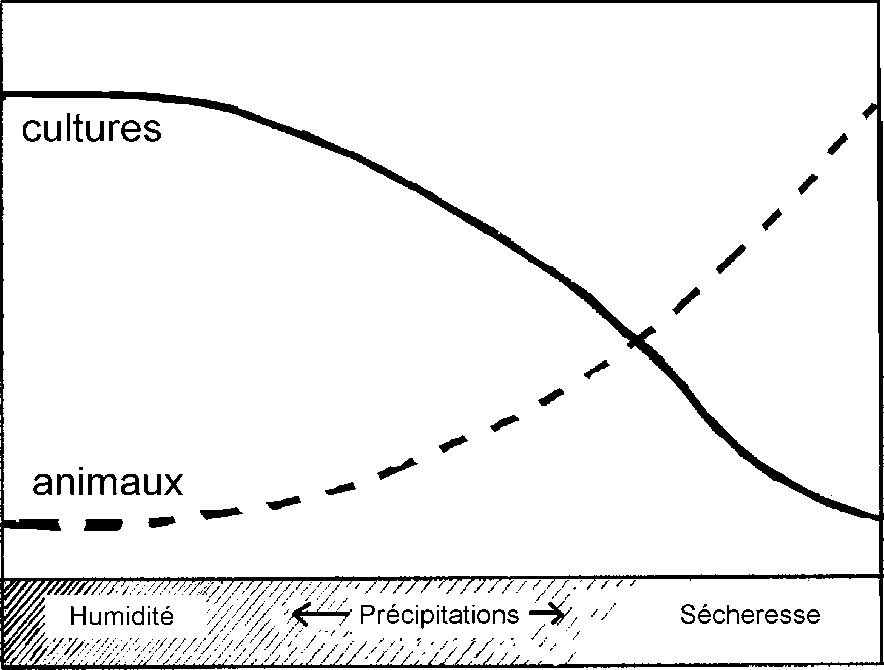 cultures
animaux
Humidité
Précipitations
Sécheresse